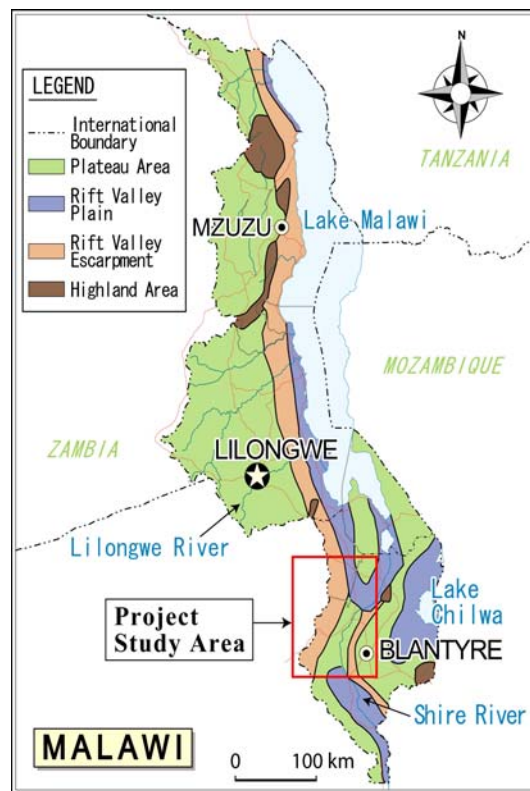 N
LEGEND
International
Boundary
Plateau Area
Rift Valley
Plain
Rift Valley
Escarpment
Highland Area
TANZANIA
MZUZU
Lake Malawi
MOZAMBIQUE
ZAMBIA
LILONGWE
Lilongwe River
Lake
Chilwa
Project
Study Area
BLANTYRE
Shire River
MALAWI
0 100 km